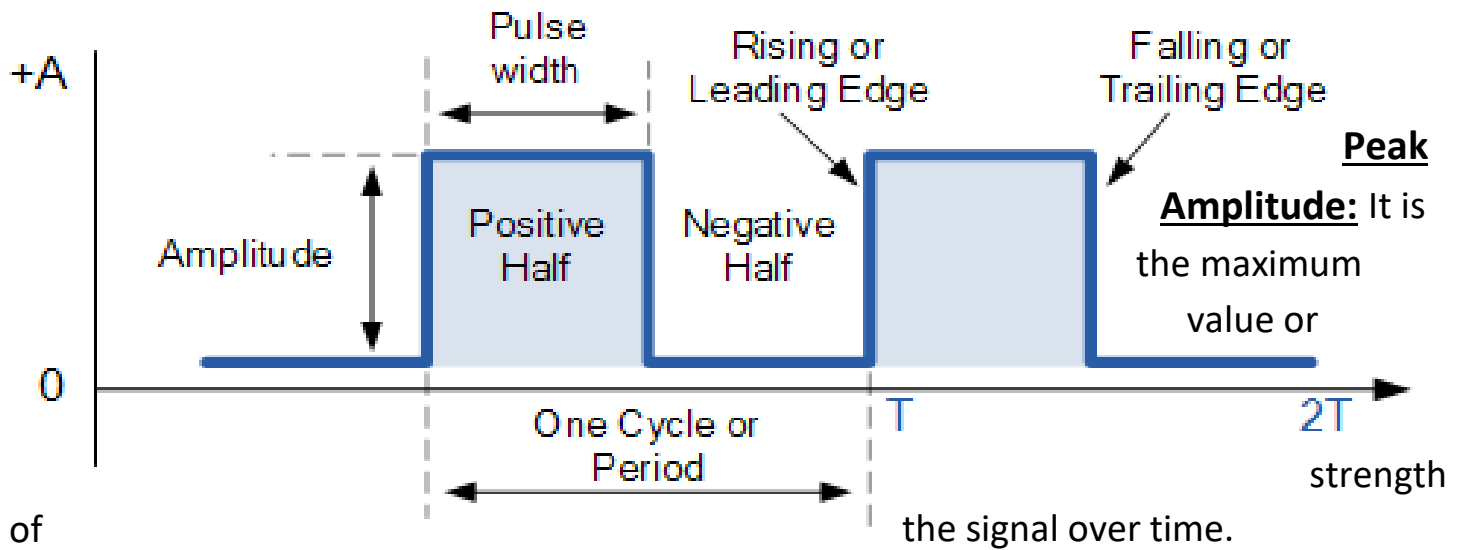 Pulse
width
Rising or
Leading Edge
Falling or
Trailing Edge
+A
Peak
Amplitude: It is
the maximum
value or
Amplitude
Positive
Half
Negative
Half
0
T
2T
One Cycle or
Period
strength
of the signal over time.